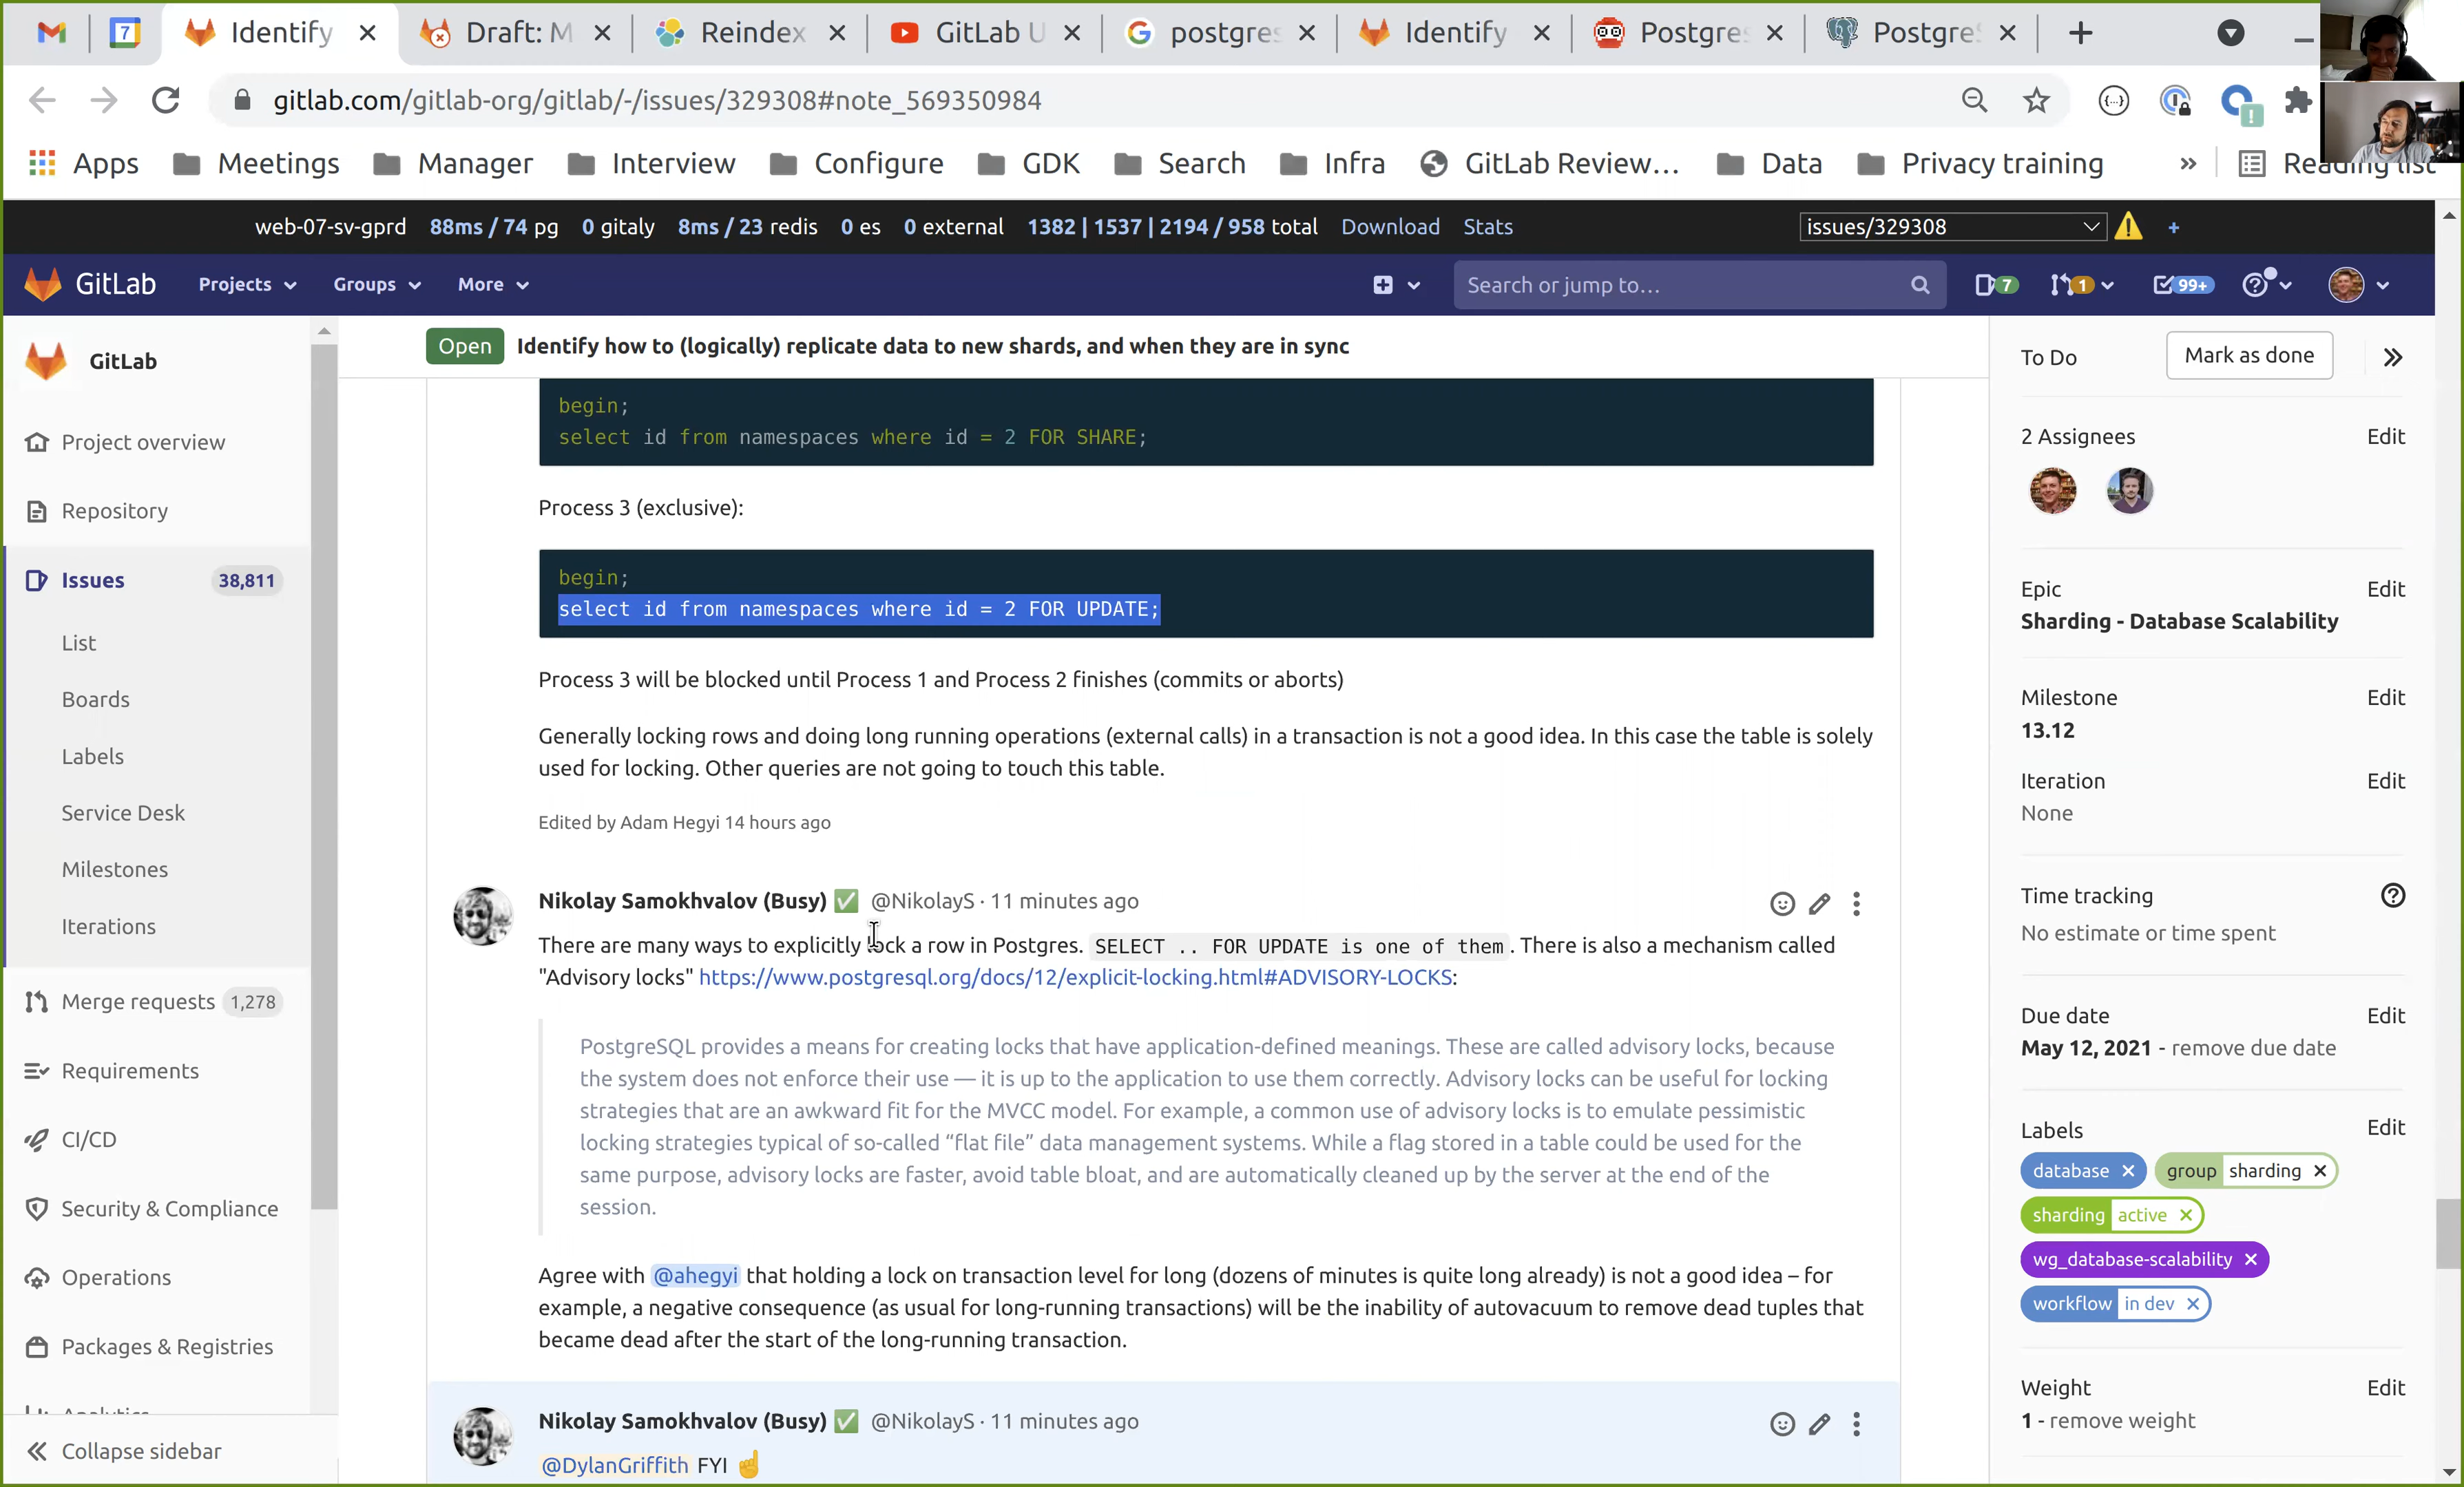 7 Identify Draft: M Reindex GitLab U postgres Identify Postgre PostgreS
gitlab.com/gitlab-org/gitlab/-/issues/329308#note_569350984
Apps Meetings Manager Interview Configure GDK Search Infra GitLab Review… Data Privacy training » Reading list
web-07-sv-gprd 88ms / 74 pg 0 gitaly 8ms / 23 redis 0 es 0 external 1382 | 1537 | 2194 / 958 total Download Stats issues/329308 +
GitLab Projects Groups More Search or jump to… 7 1 99+
GitLab
Project overview
Repository
Issues 38,811
List
Boards
Labels
Service Desk
Milestones
Iterations
Merge requests 1,278
Requirements
CI/CD
Security & Compliance
Operations
Packages & Registries
Analytics
Collapse sidebar
Open Identify how to (logically) replicate data to new shards, and when they are in sync
begin;
select id from namespaces where id = 2 FOR SHARE;
Process 3 (exclusive):
begin;
select id from namespaces where id = 2 FOR UPDATE;
Process 3 will be blocked until Process 1 and Process 2 finishes (commits or aborts)
Generally locking rows and doing long running operations (external calls) in a transaction is not a good idea. In this case the table is solely
used for locking. Other queries are not going to touch this table.
Edited by Adam Hegyi 14 hours ago
Nikolay Samokhvalov (Busy) ✅ @NikolayS · 11 minutes ago
There are many ways to explicitly lock a row in Postgres. SELECT .. FOR UPDATE is one of them. There is also a mechanism called
"Advisory locks" https://www.postgresql.org/docs/12/explicit-locking.html#ADVISORY-LOCKS:
PostgreSQL provides a means for creating locks that have application-defined meanings. These are called advisory locks, because
the system does not enforce their use — it is up to the application to use them correctly. Advisory locks can be useful for locking
strategies that are an awkward fit for the MVCC model. For example, a common use of advisory locks is to emulate pessimistic
locking strategies typical of so-called “flat file” data management systems. While a flag stored in a table could be used for the
same purpose, advisory locks are faster, avoid table bloat, and are automatically cleaned up by the server at the end of the
session.
Agree with @ahegyi that holding a lock on transaction level for long (dozens of minutes is quite long already) is not a good idea – for
example, a negative consequence (as usual for long-running transactions) will be the inability of autovacuum to remove dead tuples that
became dead after the start of the long-running transaction.
Nikolay Samokhvalov (Busy) ✅ @NikolayS · 11 minutes ago
@DylanGriffith FYI ☝
To Do Mark as done
2 Assignees Edit
Epic Edit
Sharding - Database Scalability
Milestone Edit
13.12
Iteration Edit
None
Time tracking
No estimate or time spent
Due date Edit
May 12, 2021 - remove due date
Labels Edit
database group sharding
sharding active
wg_database-scalability
workflow in dev
Weight Edit
1 - remove weight